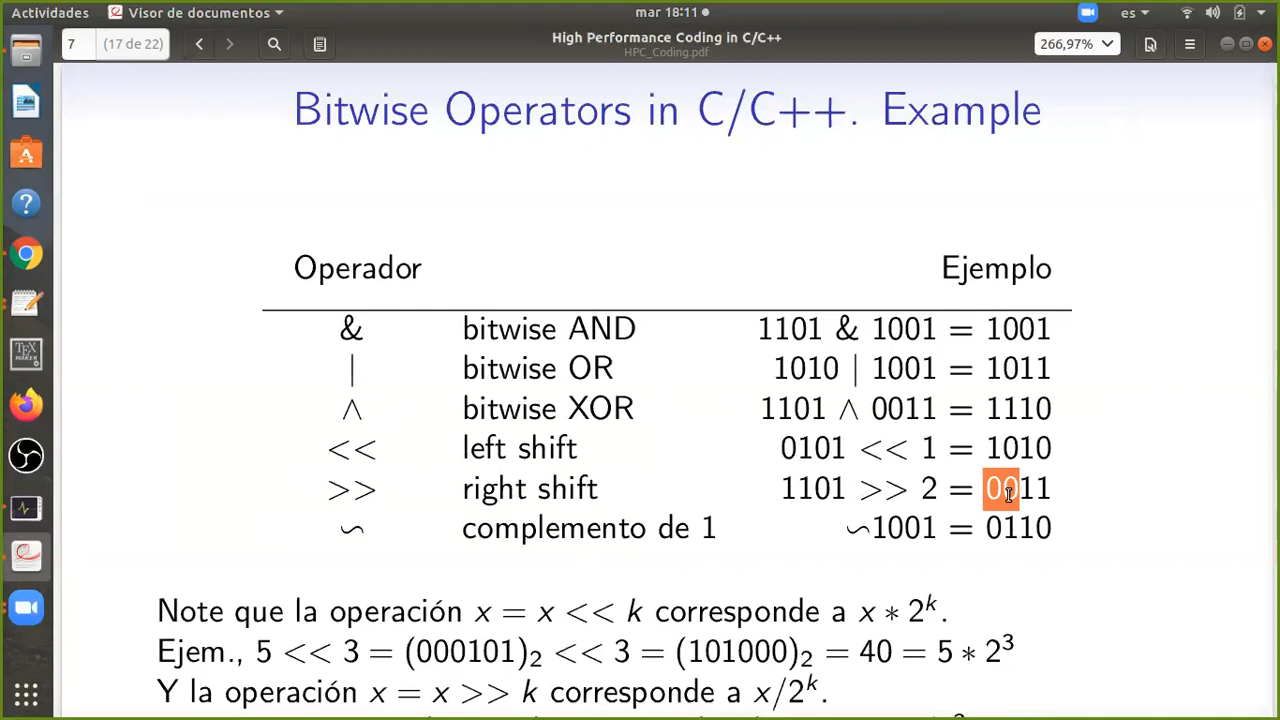 Actividades Visor de documentos mar 18:11 es
7 (17 de 22) High Performance Coding in C/C++ 266,97%
HPC_Coding.pdf
Bitwise Operators in C/C++. Example
Operador Ejemplo
& bitwise AND 1101 & 1001 = 1001
| bitwise OR 1010 | 1001 = 1011
∧ bitwise XOR 1101 ∧ 0011 = 1110
<< left shift 0101 << 1 = 1010
>> right shift 1101 >> 2 = 0011
∽ complemento de 1 ∽1001 = 0110
Note que la operación x = x << k corresponde a x ∗ 2^k.
Ejem., 5 << 3 = (000101)₂ << 3 = (101000)₂ = 40 = 5 ∗ 2³
Y la operación x = x >> k corresponde a x/2^k.